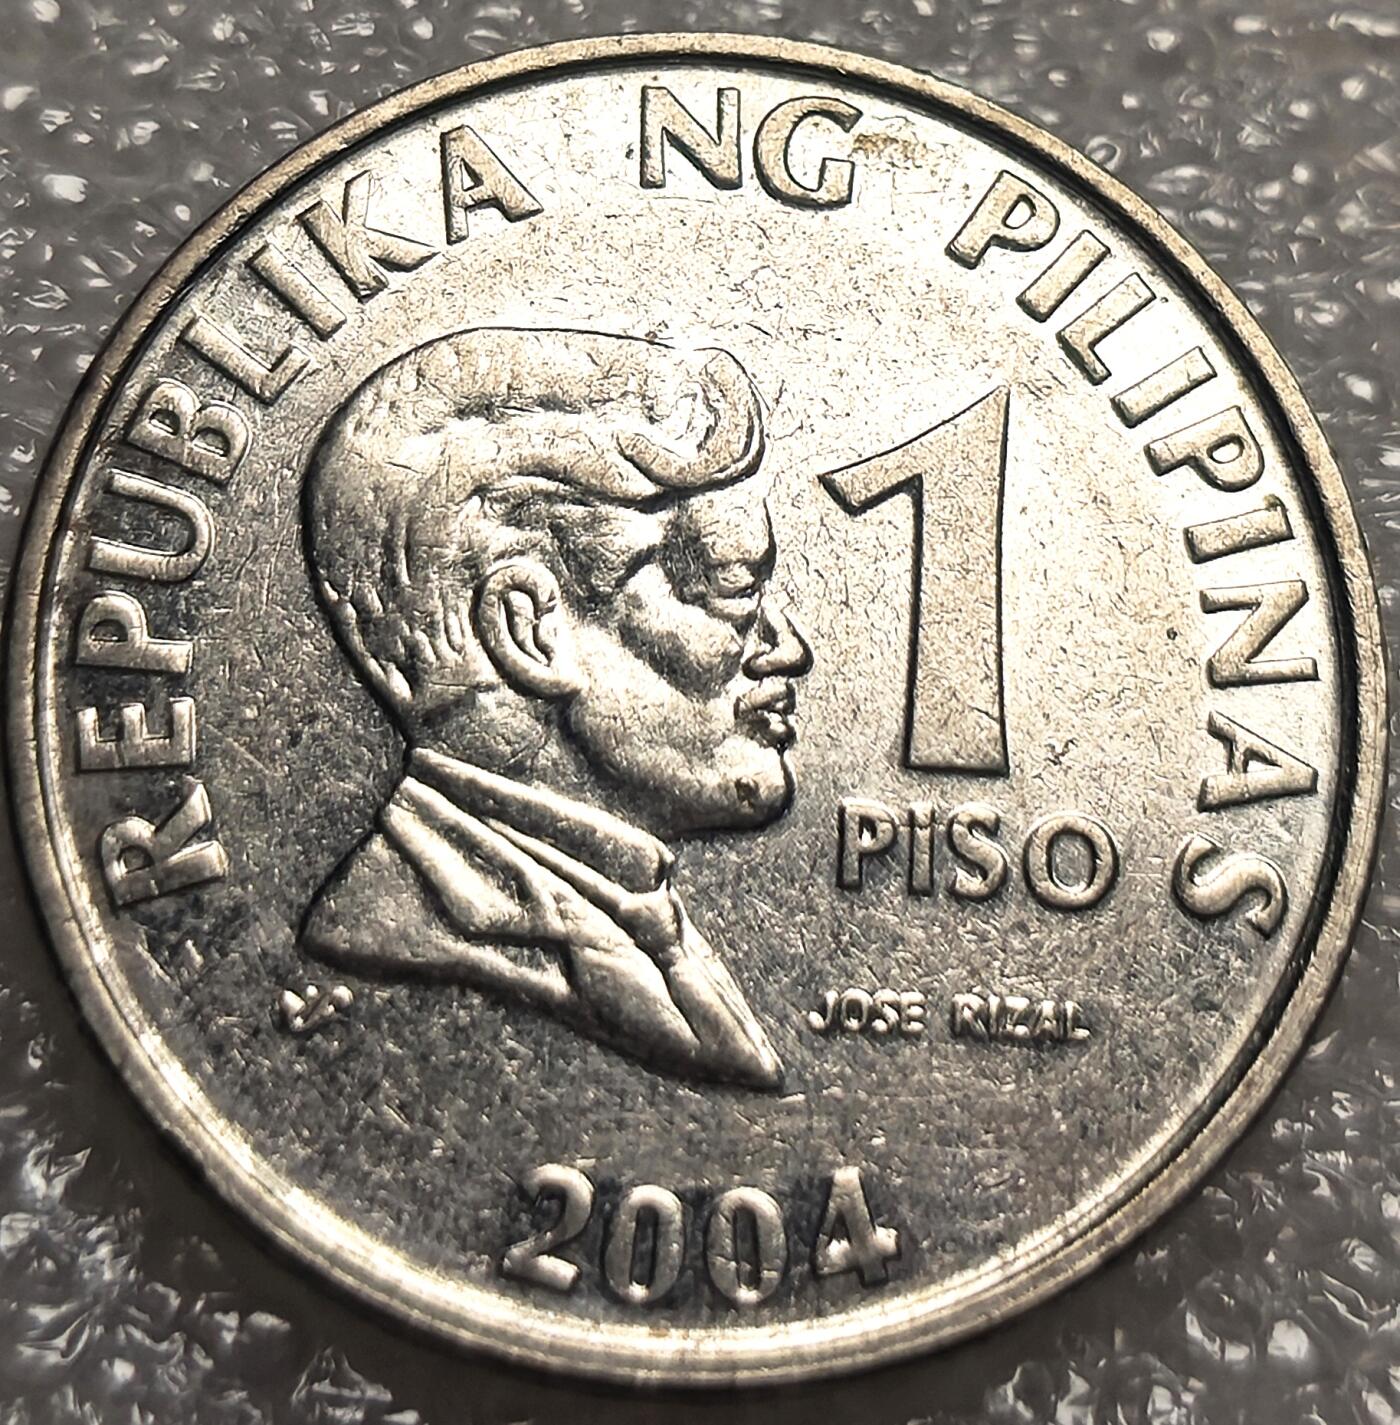 REPUBLIKA NG PILIPINAS
1
PISO
JOSE RIZAL
2004